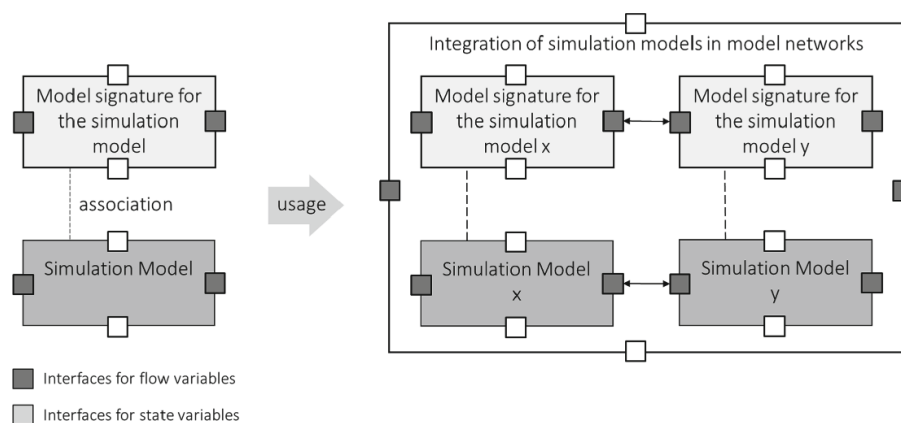 Integration of simulation models in model networks
Model signature for
the simulation
model
Model signature for
the simulation
model x
Model signature for
the simulation
model y
association
usage
Simulation Model
Simulation Model
x
Simulation Model
y
Interfaces for flow variables
Interfaces for state variables